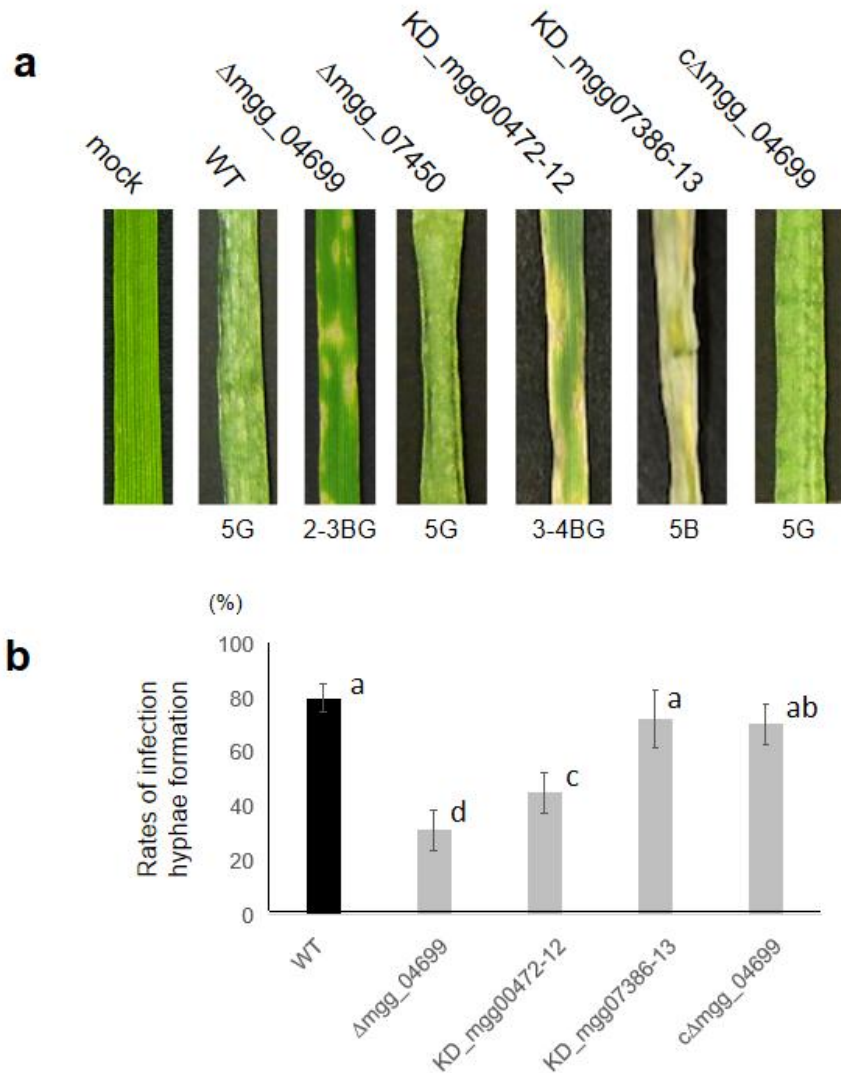 a
mock
WT
Δmgg_04699
Δmgg_07450
KD_mgg00472-12
KD_mgg07386-13
cΔmgg_04699
5G
2-3BG
5G
3-4BG
5B
5G
b
(%)
Rates of infection
hyphae formation
100
80
60
40
20
0
a
d
c
a
ab
WT
Δmgg_04699
KD_mgg00472-12
KD_mgg07386-13
cΔmgg_04699